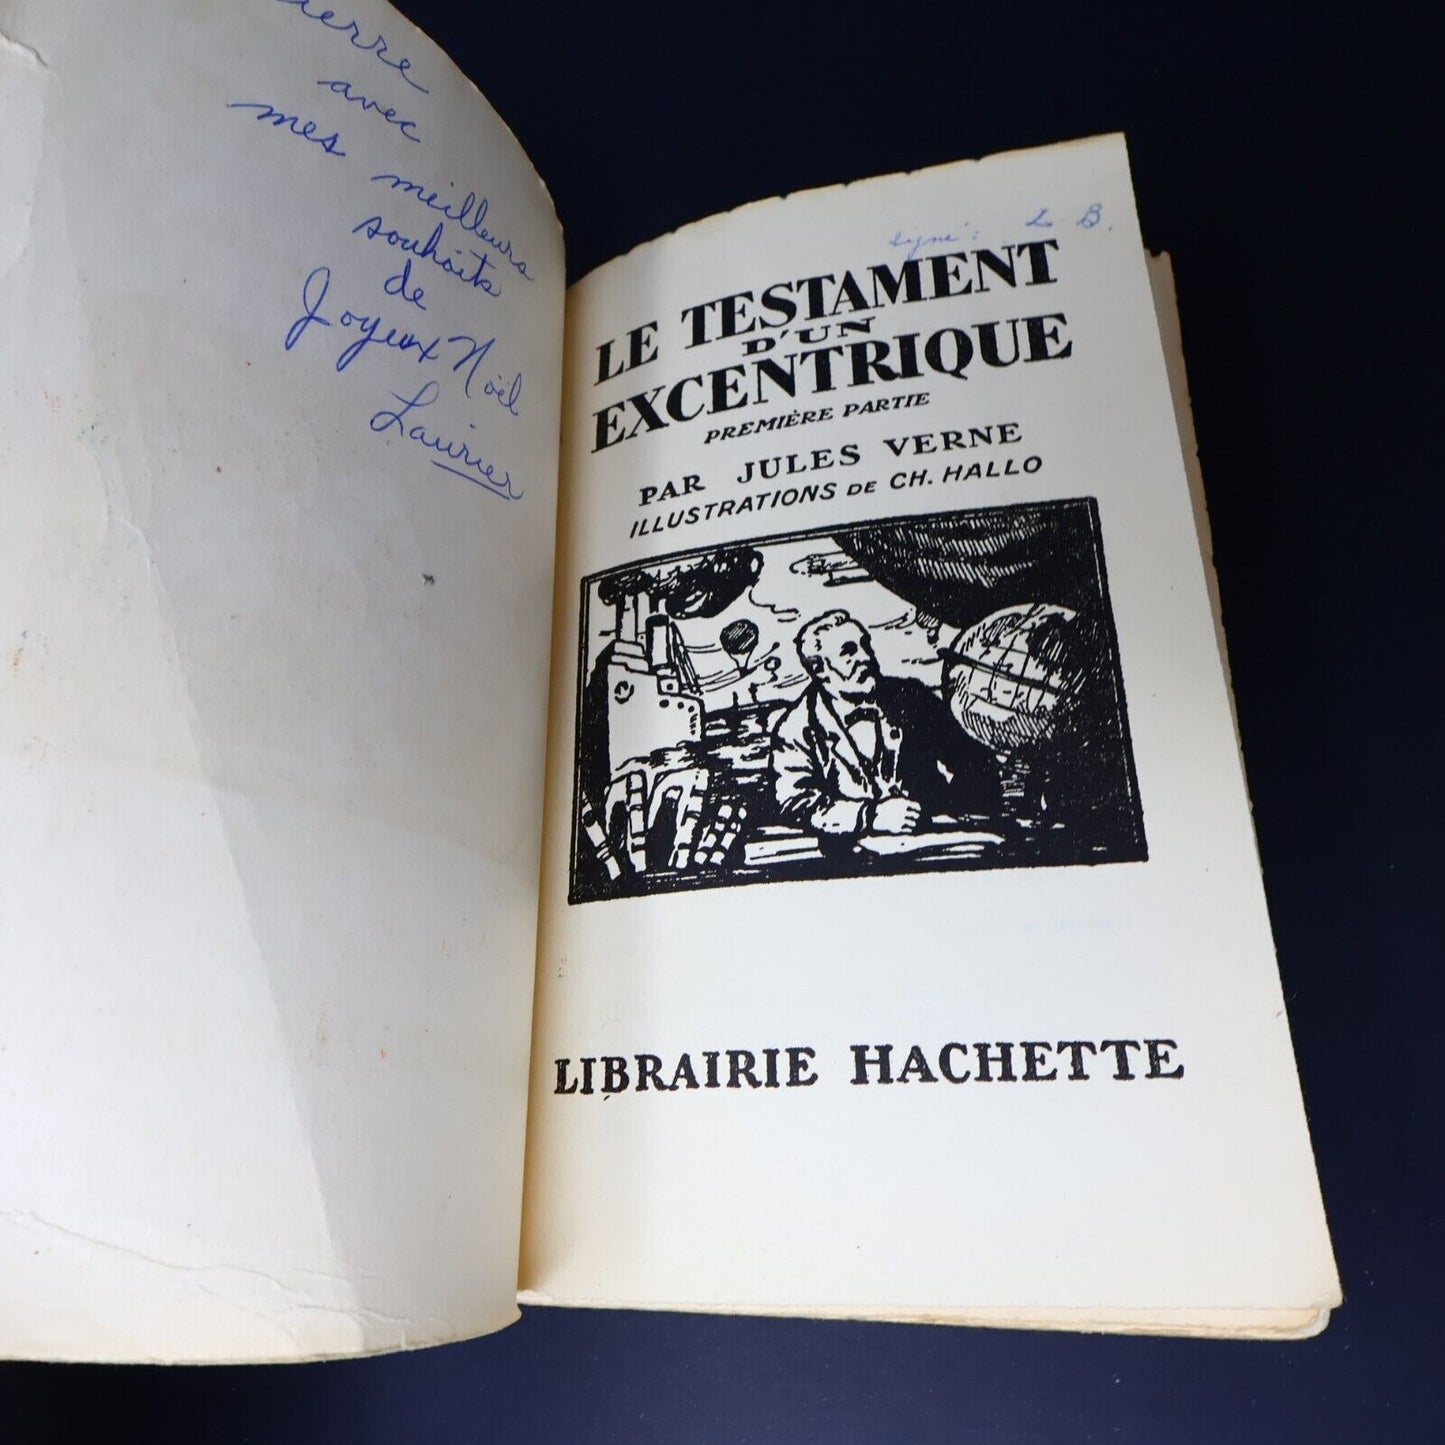 avec
mes meilleurs
souhaits
de
Joyeux Noël
Laurier
signé: L B.
LE TESTAMENT
D'UN
EXCENTRIQUE
PREMIÈRE PARTIE
PAR JULES VERNE
ILLUSTRATIONS DE CH. HALLO
LIBRAIRIE HACHETTE